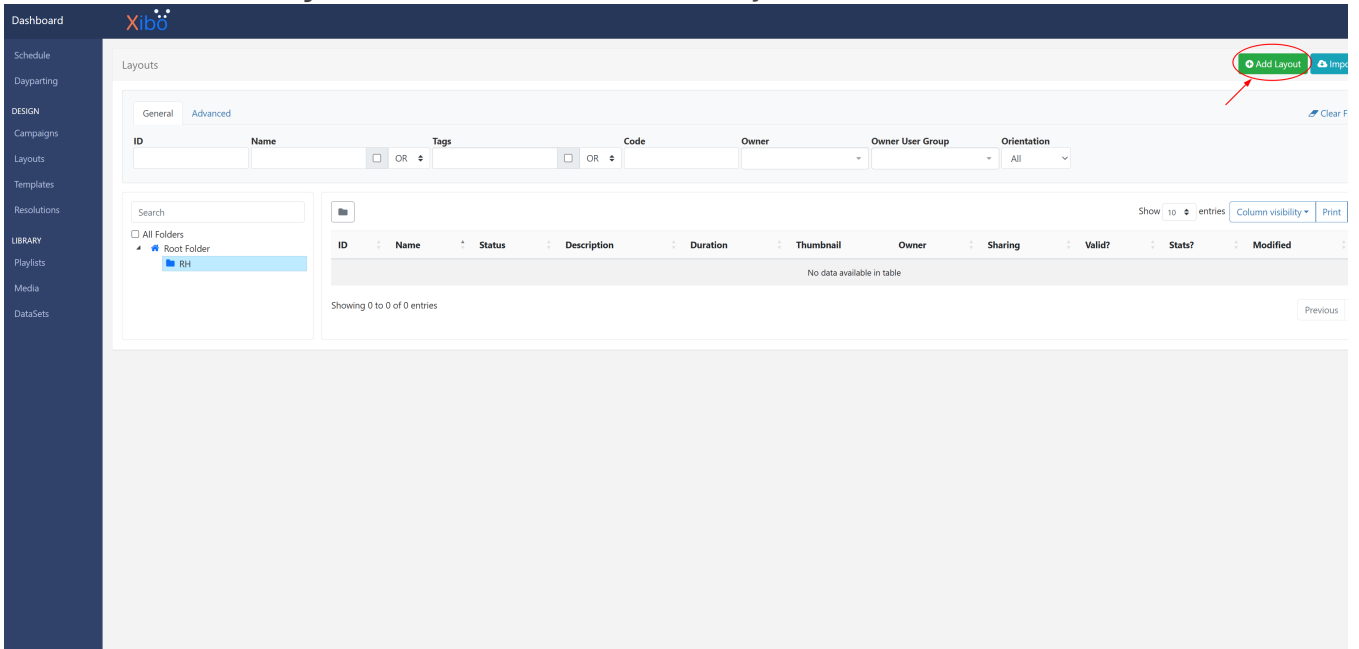 Dashboard
Xibo
Schedule
Dayparting
DESIGN
Campaigns
Layouts
Templates
Resolutions
LIBRARY
Playlists
Media
DataSets
Layouts
Add Layout
Impo
General Advanced
Clear F
ID Name Tags Code Owner Owner User Group Orientation
OR OR All
Search
All Folders
Root Folder
RH
Show 10 entries Column visibility Print
ID Name Status Description Duration Thumbnail Owner Sharing Valid? Stats? Modified
No data available in table
Showing 0 to 0 of 0 entries
Previous